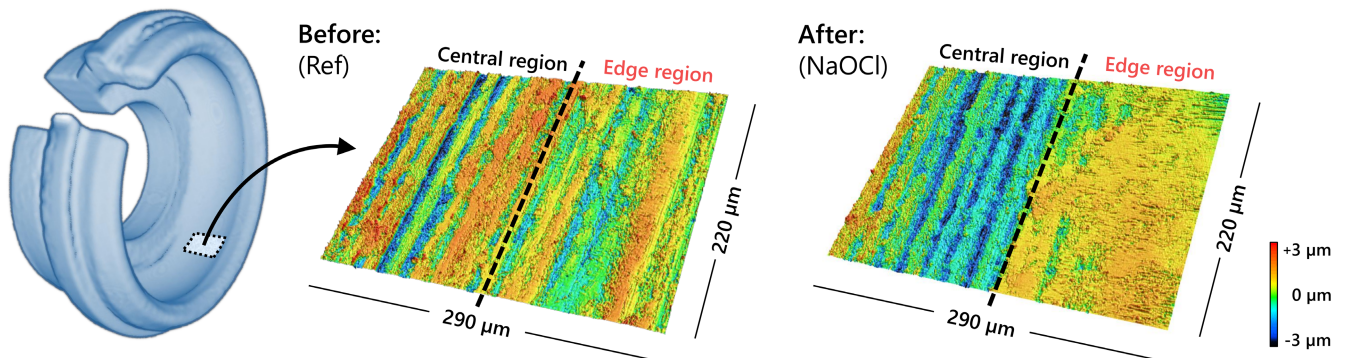 Before:
(Ref)
Central region
Edge region
220 µm
290 µm
After:
(NaOCl)
Central region
Edge region
220 µm
290 µm
+3 µm
0 µm
-3 µm